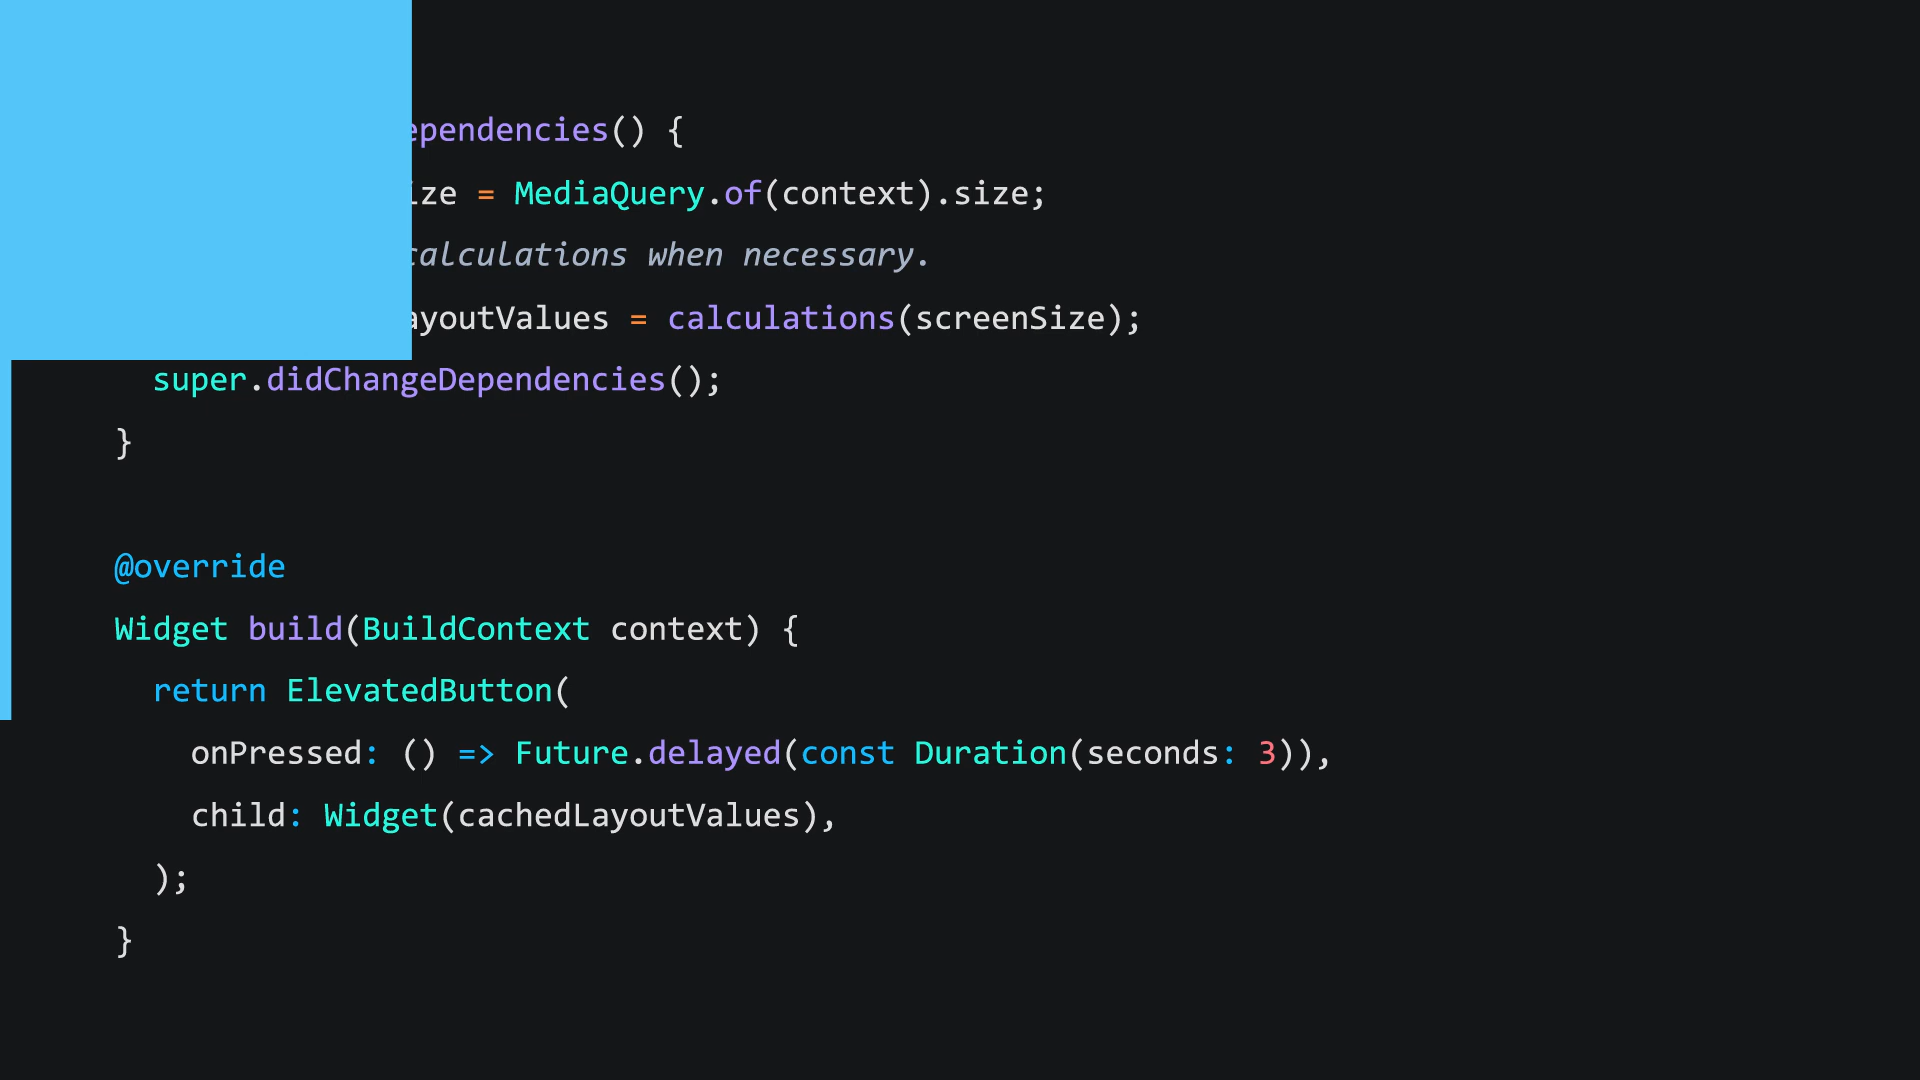 ependencies() {
ize = MediaQuery.of(context).size;
calculations when necessary.
ayoutValues = calculations(screenSize);
super.didChangeDependencies();
}
@override
Widget build(BuildContext context) {
return ElevatedButton(
onPressed: () => Future.delayed(const Duration(seconds: 3)),
child: Widget(cachedLayoutValues),
);
}